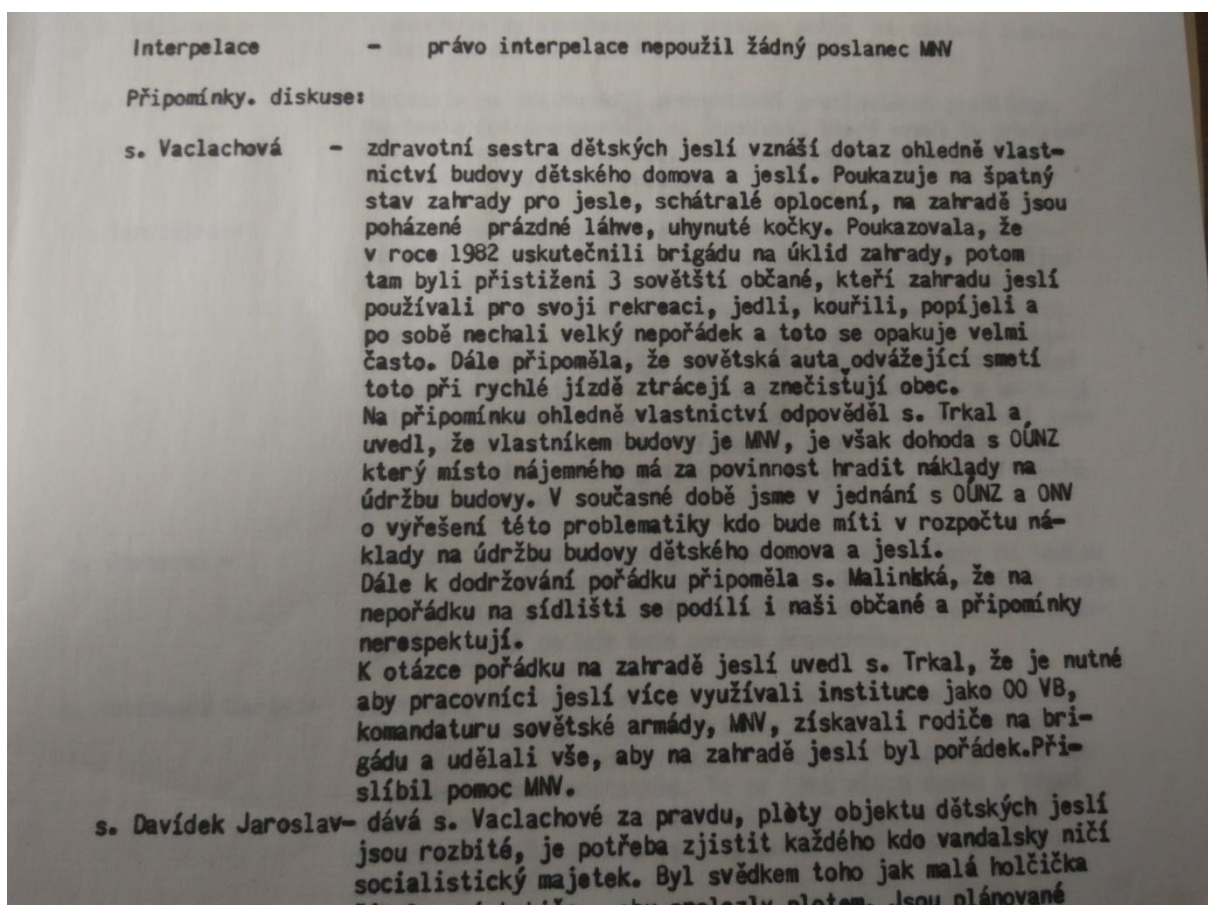 Interpelace - právo interpelace nepoužil žádný poslanec MNV
Připomínky. diskuse:
s. Vaclachová - zdravotní sestra dětských jeslí vznáší dotaz ohledně vlast-
nictví budovy dětského domova a jeslí. Poukazuje na špatný
stav zahrady pro jesle, schátralé oplocení, na zahradě jsou
poházené prázdné láhve, uhynuté kočky. Poukazovala, že
v roce 1982 uskutečnili brigádu na úklid zahrady, potom
tam byli přistiženi 3 sovětští občané, kteří zahradu jeslí
používali pro svoji rekreaci, jedli, kouřili, popíjeli a
po sobě nechali velký nepořádek a toto se opakuje velmi
často. Dále připoměla, že sovětská auta odvážející smetí
toto při rychlé jízdě ztrácejí a znečisťují obec.
Na připomínku ohledně vlastnictví odpověděl s. Trkal a
uvedl, že vlastníkem budovy je MNV, je však dohoda s OÚNZ
který místo nájemného má za povinnost hradit náklady na
údržbu budovy. V současné době jsme v jednání s OÚNZ a ONV
o vyřešení této problematiky kdo bude míti v rozpočtu ná-
klady na údržbu budovy dětského domova a jeslí.
Dále k dodržování pořádku připoměla s. Malinská, že na
nepořádku na sídlišti se podílí i naši občané a připomínky
nerespektují.
K otázce pořádku na zahradě jeslí uvedl s. Trkal, že je nutné
aby pracovníci jeslí více využívali instituce jako OO VB,
komandaturu sovětské armády, MNV, získavali rodiče na bri-
gádu a udělali vše, aby na zahradě jeslí byl pořádek.Při-
slíbil pomoc MNV.
s. Davídek Jaroslav- dává s. Vaclachové za pravdu, ploty objektu dětských jeslí
jsou rozbité, je potřeba zjistit každého kdo vandalsky ničí
socialistický majetek. Byl svědkem toho jak malá holčička
plotem. Jsou plánované